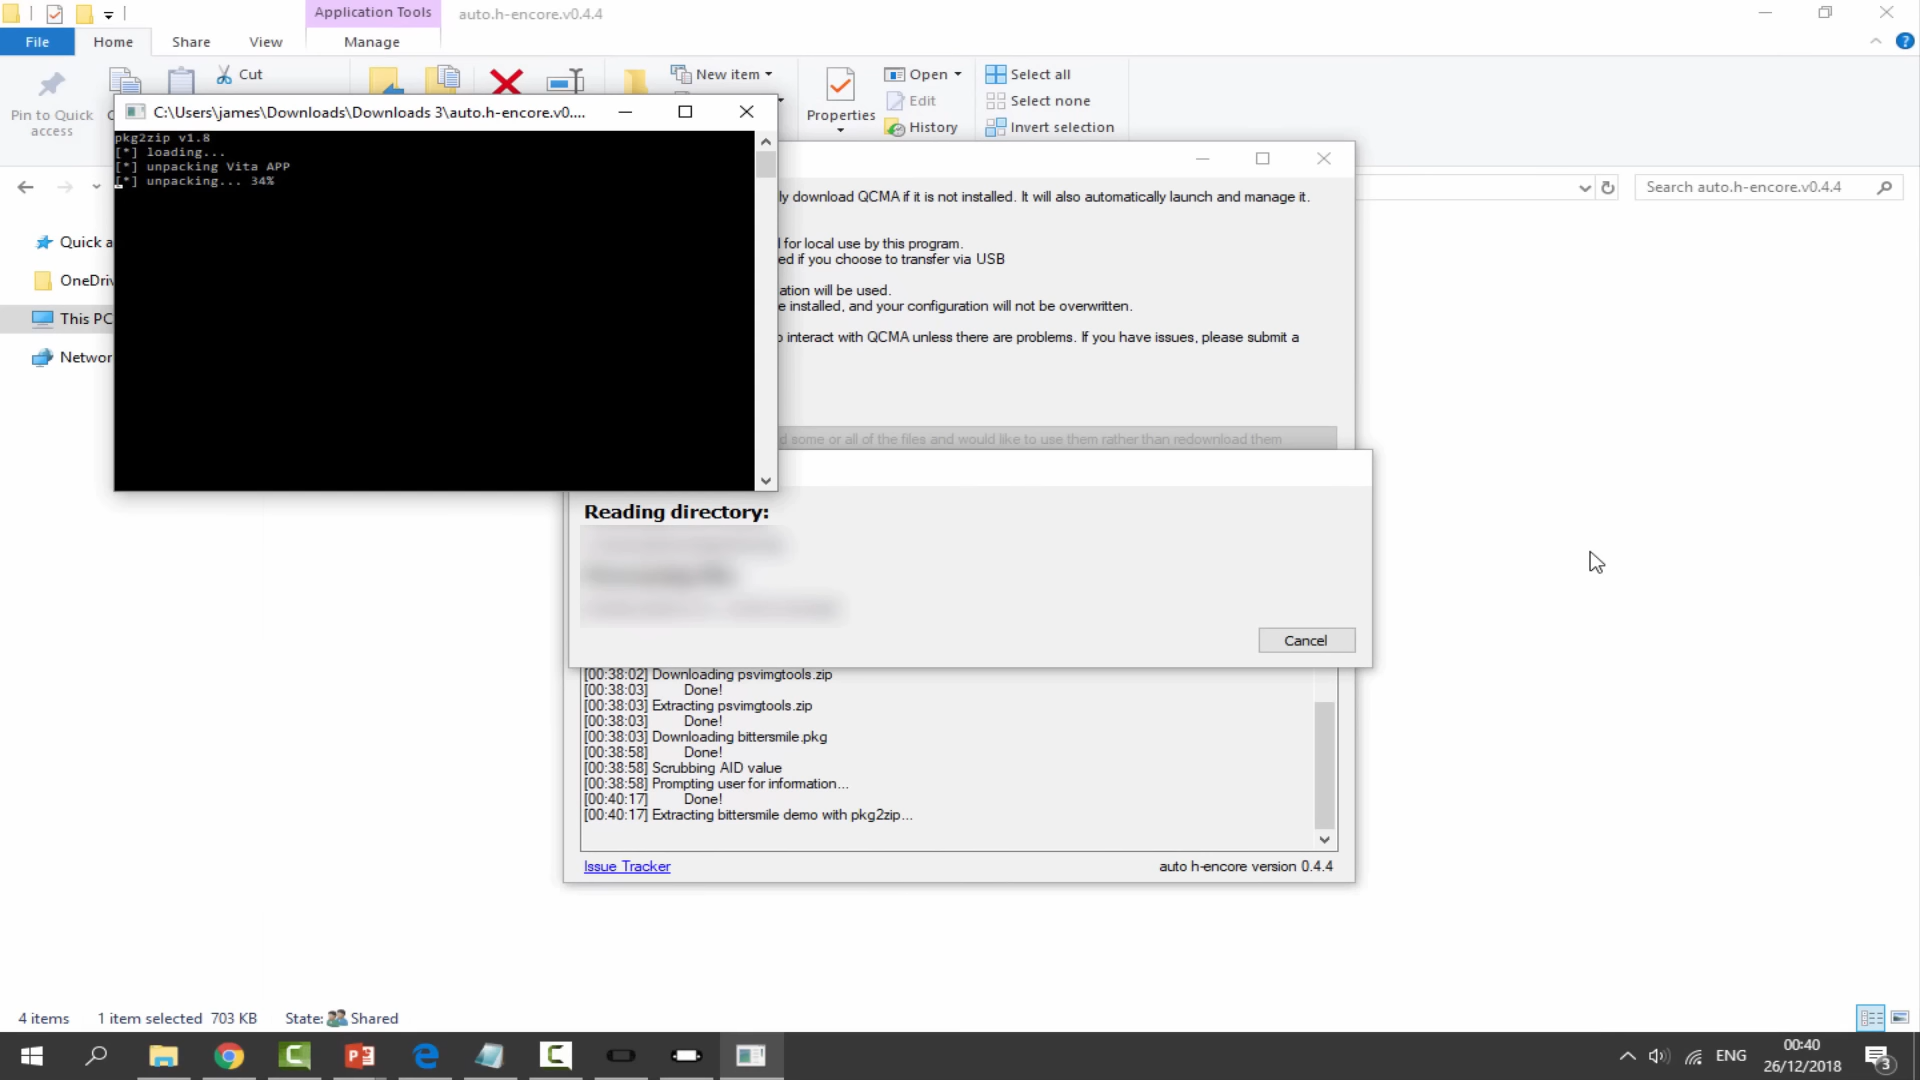 Application Tools
auto.h-encore.v0.4.4
File
Home
Share
View
Manage
Pin to Quick
access
Cut
New item
Properties
Open
Edit
History
Select all
Select none
Invert selection
C:\Users\james\Downloads\Downloads 3\auto.h-encore.v0....
pkg2zip v1.8
[*] loading...
[*] unpacking Vita APP
[*] unpacking... 34%
Search auto.h-encore.v0.4.4
Quick a
OneDriv
This PC
Networ
ly download QCMA if it is not installed. It will also automatically launch and manage it.
for local use by this program.
ed if you choose to transfer via USB
ation will be used.
e installed, and your configuration will not be overwritten.
o interact with QCMA unless there are problems. If you have issues, please submit a
d some or all of the files and would like to use them rather than redownload them
Reading directory:
Cancel
[00:38:02] Downloading psvimgtools.zip
[00:38:03] Done!
[00:38:03] Extracting psvimgtools.zip
[00:38:03] Done!
[00:38:03] Downloading bittersmile.pkg
[00:38:58] Done!
[00:38:58] Scrubbing AID value
[00:38:58] Prompting user for information...
[00:40:17] Done!
[00:40:17] Extracting bittersmile demo with pkg2zip...
Issue Tracker
auto h-encore version 0.4.4
4 items
1 item selected 703 KB
State: Shared
ENG
00:40
26/12/2018
3